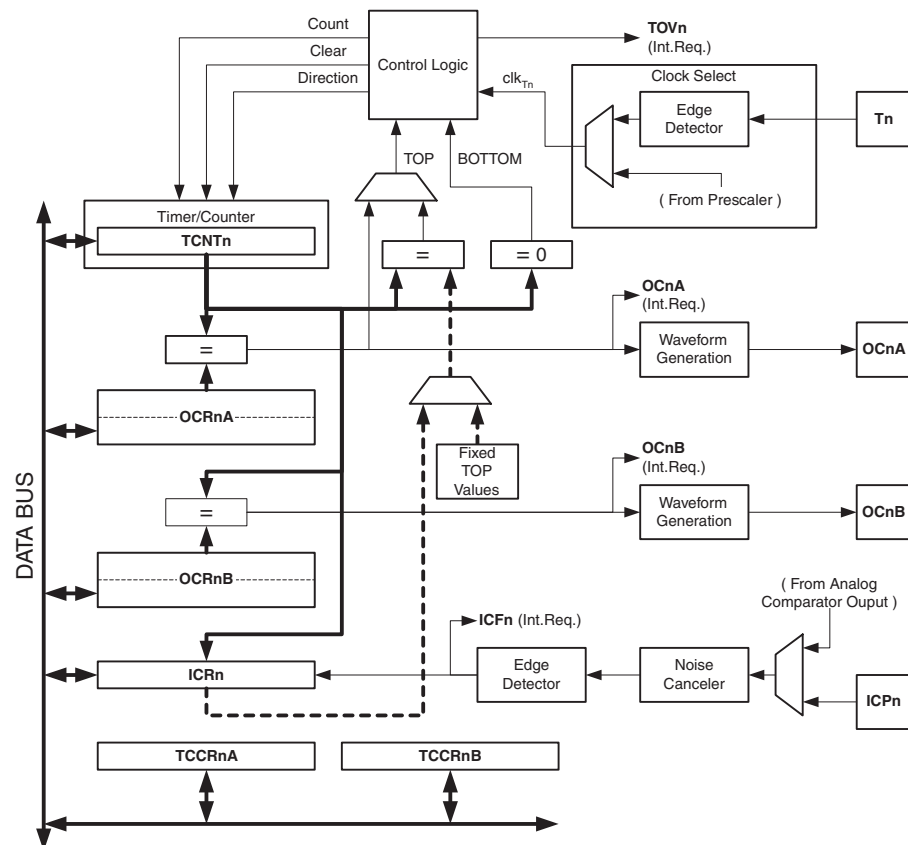 Count
Clear
Direction
Control Logic
TOVn
(Int.Req.)
clkTn
Clock Select
Edge
Detector
Tn
( From Prescaler )
TOP
BOTTOM
Timer/Counter
TCNTn
=
= 0
OCnA
(Int.Req.)
=
Waveform
Generation
OCnA
OCRnA
Fixed
TOP
Values
OCnB
(Int.Req.)
=
Waveform
Generation
OCnB
OCRnB
DATA BUS
( From Analog
Comparator Ouput )
ICFn (Int.Req.)
ICRn
Edge
Detector
Noise
Canceler
ICPn
TCCRnA
TCCRnB